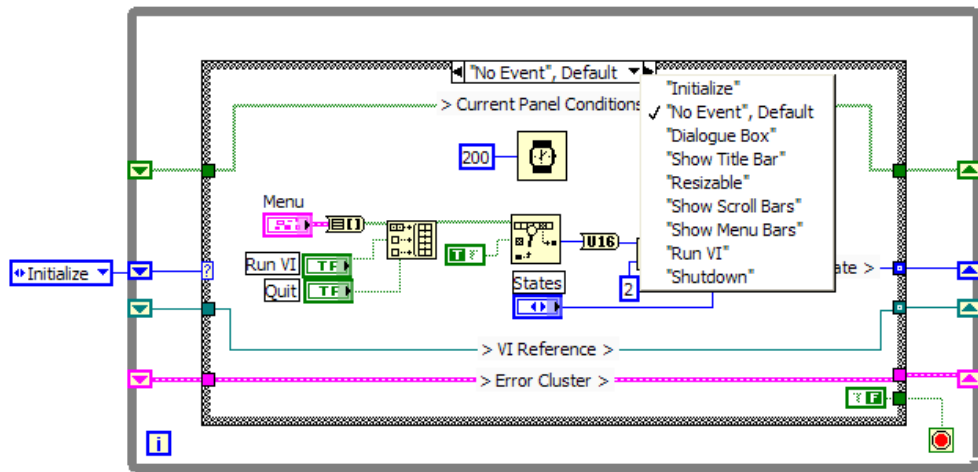 "No Event", Default
"Initialize"
> Current Panel Conditions
"No Event", Default
"Dialogue Box"
200
"Show Title Bar"
"Resizable"
Menu
"Show Scroll Bars"
"Show Menu Bars"
U16
Run VI
TF
T
"Run VI"
Initialize
?
Quit
TF
States
2
"Shutdown"
ate >
> VI Reference >
> Error Cluster >
F
i